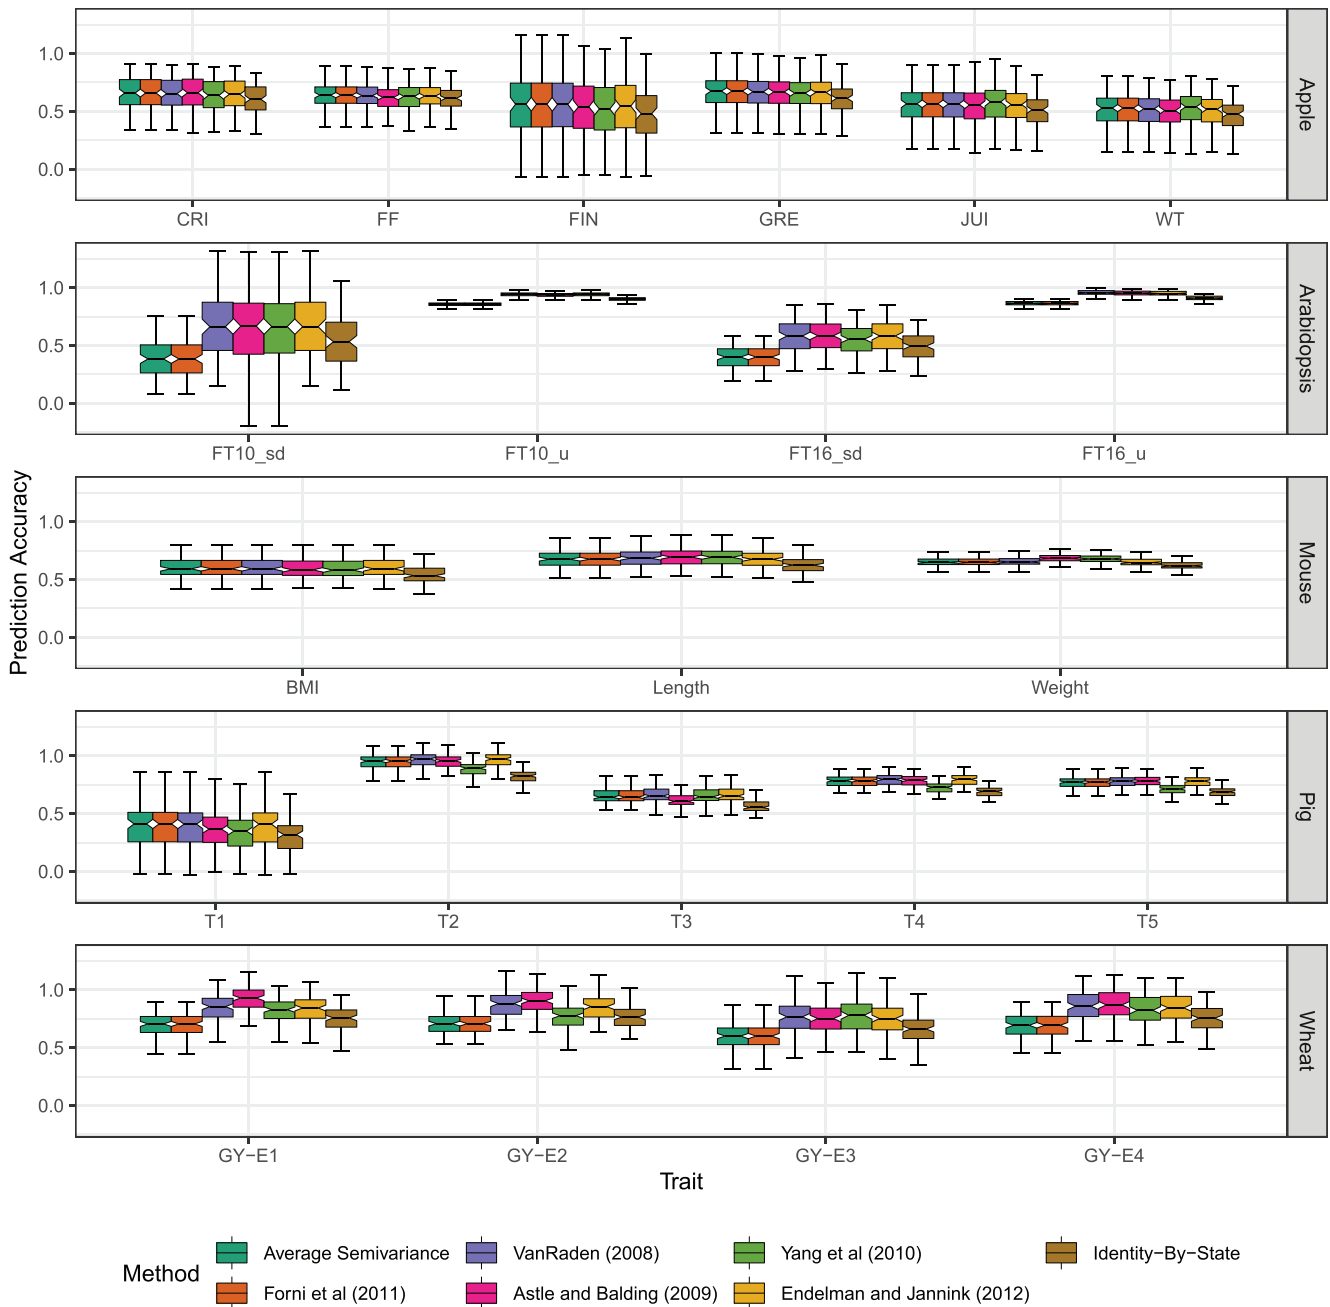 Prediction Accuracy
1.0
0.5
0.0
Apple
CRI FF FIN GRE JUI WT
1.0
0.5
0.0
Arabidopsis
FT10_sd FT10_u FT16_sd FT16_u
1.0
0.5
0.0
Mouse
BMI Length Weight
1.0
0.5
0.0
Pig
T1 T2 T3 T4 T5
1.0
0.5
0.0
Wheat
GY−E1 GY−E2 GY−E3 GY−E4
Trait
Method
Average Semivariance VanRaden (2008) Yang et al (2010) Identity−By−State
Forni et al (2011) Astle and Balding (2009) Endelman and Jannink (2012)